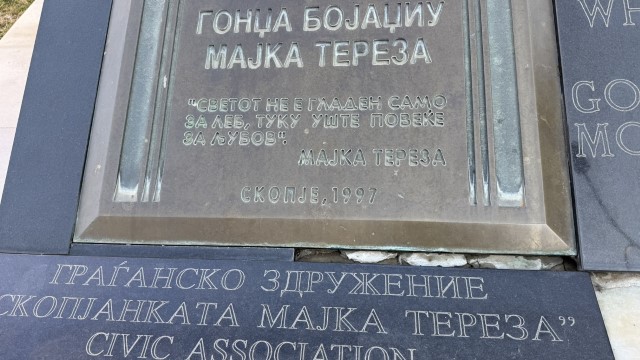 ГОНЏА БОЈАЏИУ
МАЈКА ТЕРЕЗА
"СВЕТОТ НЕ Е ГЛАДЕН САМО
ЗА ЛЕБ, ТУКУ УШТЕ ПОВЕЌЕ
ЗА ЉУБОВ".
МАЈКА ТЕРЕЗА
СКОПЈЕ, 1997
ГРАЃАНСКО ЗДРУЖЕНИЕ
СКОПЈАНКАТА МАЈКА ТЕРЕЗА”
CIVIC ASSOCIATION
WH
GO
MO